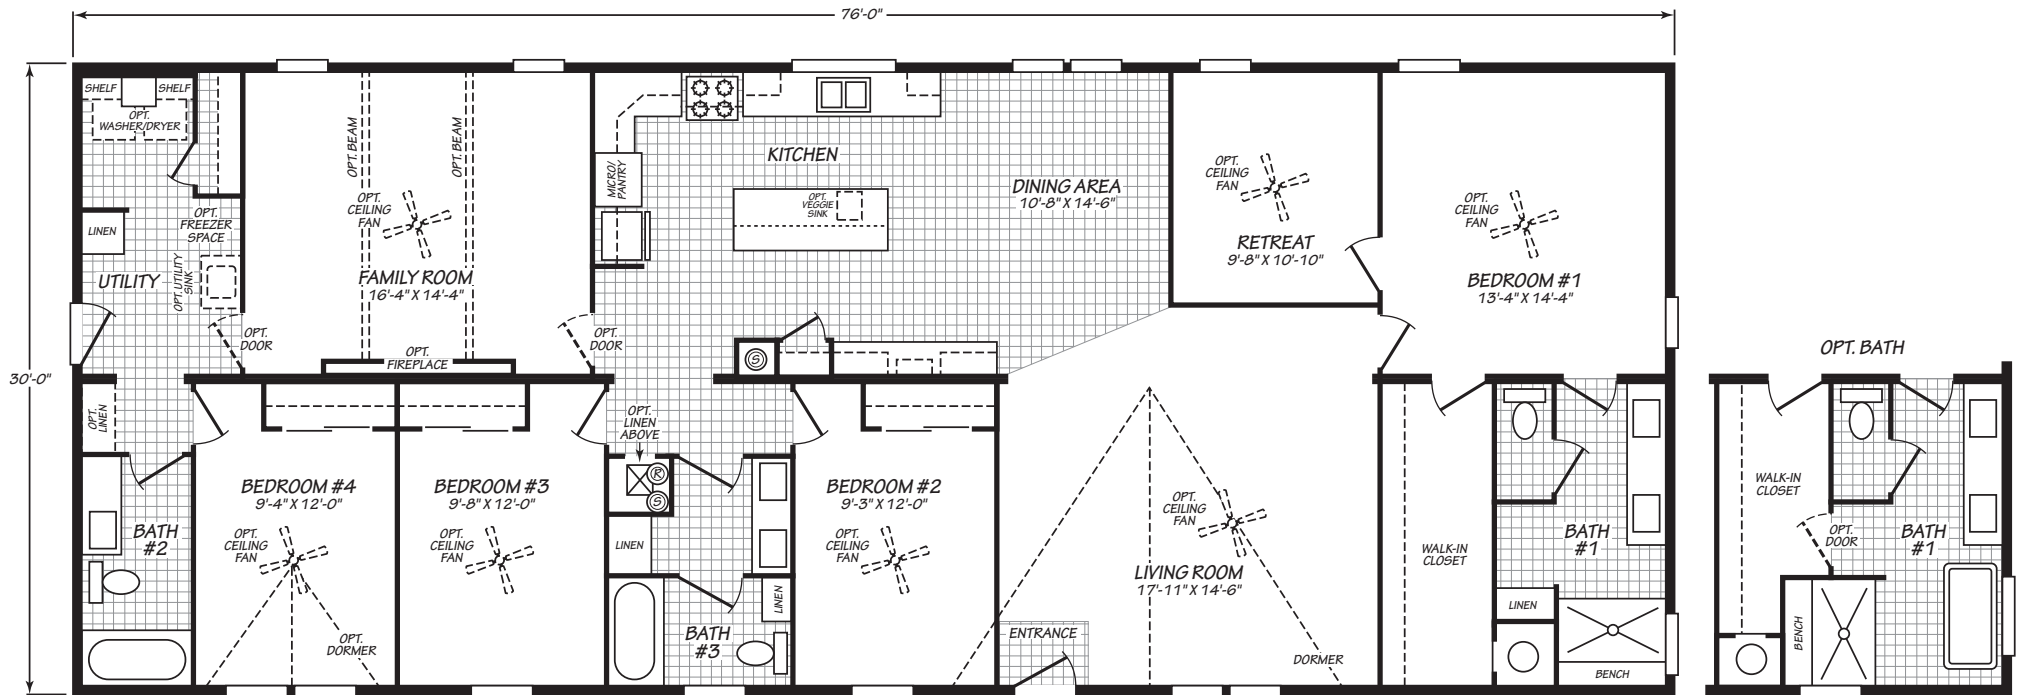 76'-0"
30'-0"
SHELF
SHELF
OPT.
WASHER/DRYER
LINEN
OPT.
FREEZER
SPACE
UTILITY
OPT. UTILITY
SINK
OPT.
DOOR
OPT. BEAM
OPT. BEAM
OPT.
CEILING
FAN
FAMILY ROOM
16'-4" X 14'-4"
OPT.
FIREPLACE
OPT.
DOOR
MICRO/
PANTRY
KITCHEN
OPT.
VEGGIE
SINK
DINING AREA
10'-8" X 14'-6"
S
OPT.
CEILING
FAN
RETREAT
9'-8" X 10'-10"
OPT.
CEILING
FAN
BEDROOM #1
13'-4" X 14'-4"
OPT. BATH
OPT.
LINEN
BATH
#2
BEDROOM #4
9'-4" X 12'-0"
OPT.
CEILING
FAN
OPT.
DORMER
BEDROOM #3
9'-8" X 12'-0"
OPT.
CEILING
FAN
OPT.
LINEN
ABOVE
R
S
LINEN
LINEN
BATH
#3
BEDROOM #2
9'-3" X 12'-0"
OPT.
CEILING
FAN
OPT.
CEILING
FAN
LIVING ROOM
17'-11" X 14'-6"
ENTRANCE
DORMER
WALK-IN
CLOSET
BATH
#1
LINEN
BENCH
WALK-IN
CLOSET
OPT.
DOOR
BATH
#1
BENCH